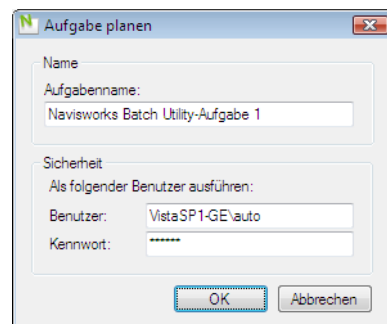 Aufgabe planen
Name
Aufgabenname:
Navisworks Batch Utility-Aufgabe 1
Sicherheit
Als folgender Benutzer ausführen:
Benutzer: VistaSP1-GE\auto
Kennwort: ******
OK Abbrechen